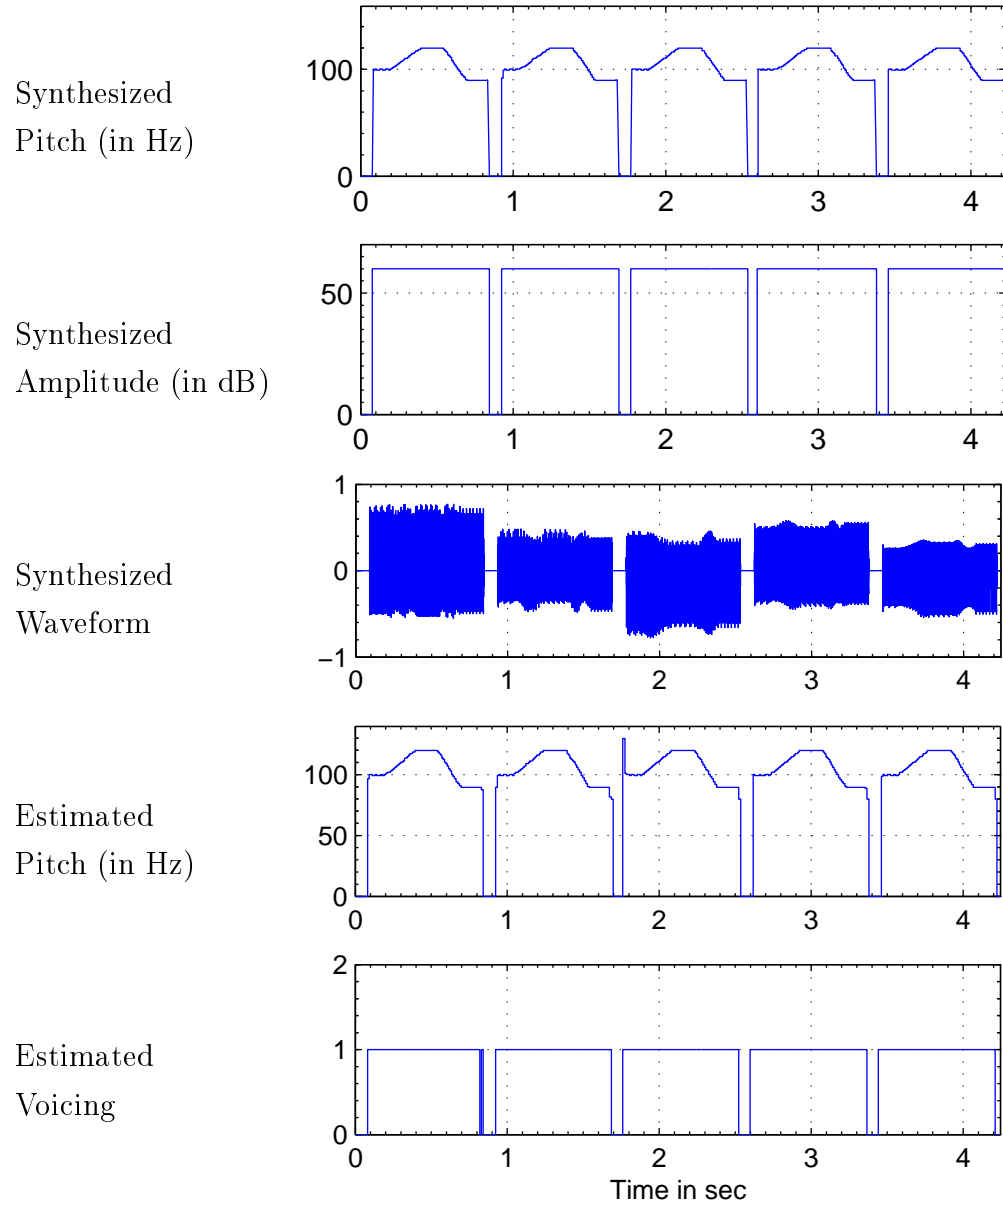 Synthesized
Pitch (in Hz)
100
0
0 1 2 3 4
Synthesized
Amplitude (in dB)
50
0
0 1 2 3 4
Synthesized
Waveform
1
0
−1
0 1 2 3 4
Estimated
Pitch (in Hz)
100
50
0
0 1 2 3 4
Estimated
Voicing
2
1
0
0 1 2 3 4
Time in sec